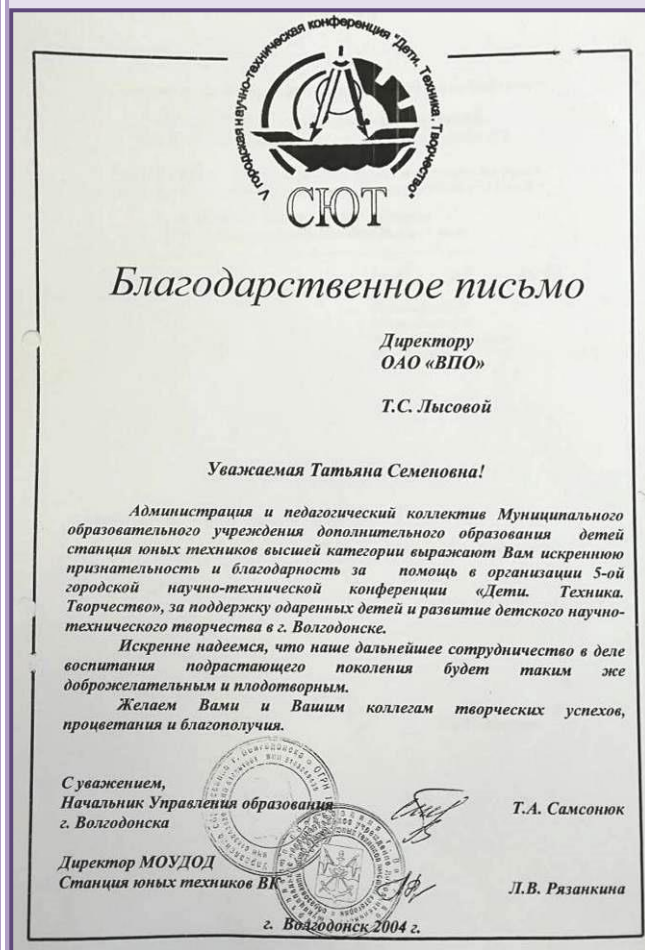 V городская научно-техническая конференция "Дети. Техника. Творчество"
СЮТ
Благодарственное письмо
Директору
ОАО «ВПО»
Т.С. Лысовой
Уважаемая Татьяна Семеновна!
Администрация и педагогический коллектив Муниципального
образовательного учреждения дополнительного образования детей
станция юных техников высшей категории выражают Вам искреннюю
признательность и благодарность за помощь в организации 5-ой
городской научно-технической конференции «Дети. Техника.
Творчество», за поддержку одаренных детей и развитие детского научно-
технического творчества в г. Волгодонске.
Искренне надеемся, что наше дальнейшее сотрудничество в деле
воспитания подрастающего поколения будет таким же
доброжелательным и плодотворным.
Желаем Вами и Вашим коллегам творческих успехов,
процветания и благополучия.
С уважением,
Начальник Управления образования
г. Волгодонска
Т.А. Самсонюк
Директор МОУДОД
Станция юных техников ВК
Л.В. Рязанкина
г. Волгодонск 2004 г.